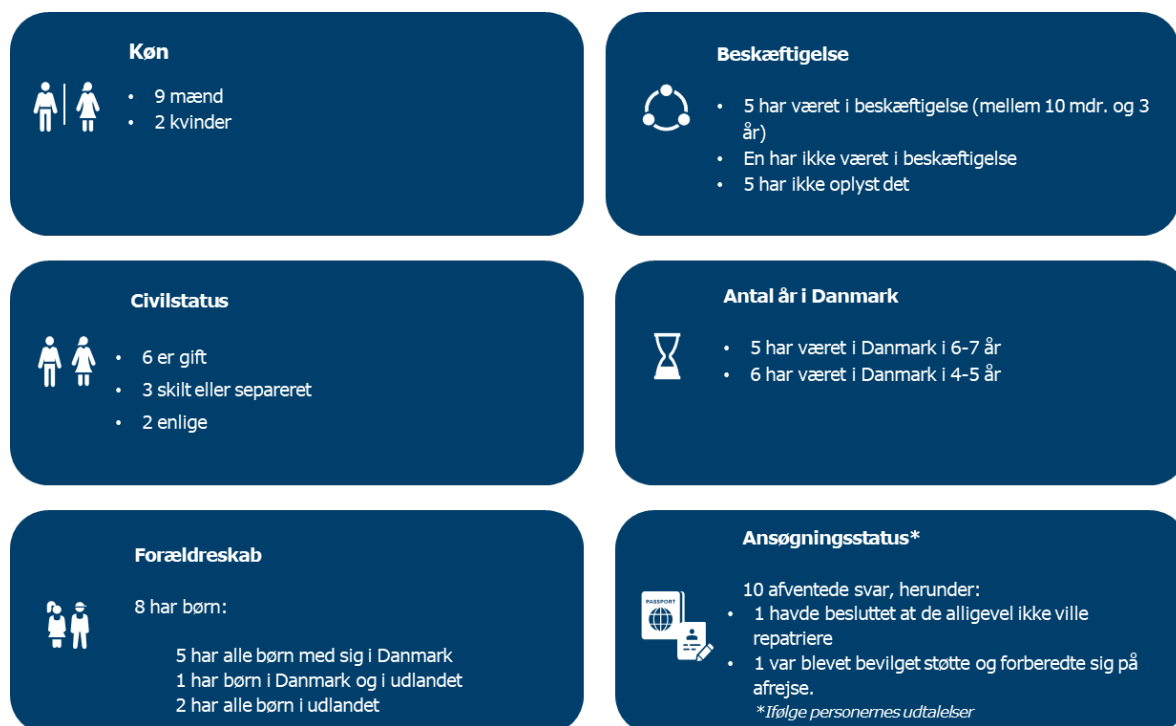 Køn
• 9 mænd
• 2 kvinder
Beskæftigelse
• 5 har været i beskæftigelse (mellem 10 mdr. og 3
år)
• En har ikke været i beskæftigelse
• 5 har ikke oplyst det
Civilstatus
• 6 er gift
• 3 skilt eller separeret
• 2 enlige
Antal år i Danmark
• 5 har været i Danmark i 6-7 år
• 6 har været i Danmark i 4-5 år
Forældreskab
8 har børn:
5 har alle børn med sig i Danmark
1 har børn i Danmark og i udlandet
2 har alle børn i udlandet
Ansøgningsstatus*
PASSPORT
10 afventede svar, herunder:
• 1 havde besluttet at de alligevel ikke ville
repatriere
• 1 var blevet bevilget støtte og forberedte sig på
afrejse.
*Ifølge personernes udtalelser